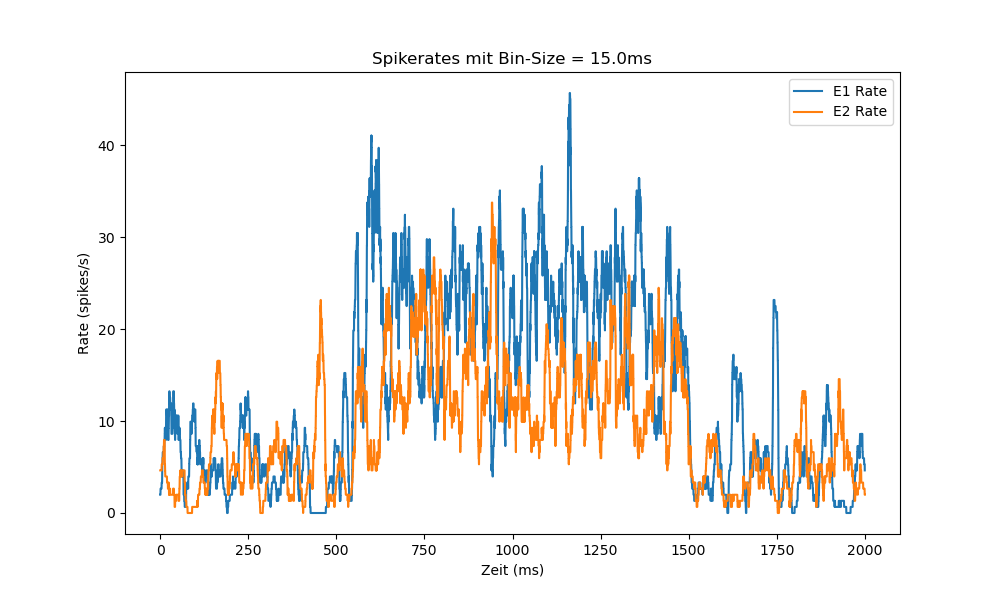 Spikerates mit Bin-Size = 15.0ms
E1 Rate
E2 Rate
Rate (spikes/s)
40
30
20
10
0
0 250 500 750 1000 1250 1500 1750 2000
Zeit (ms)